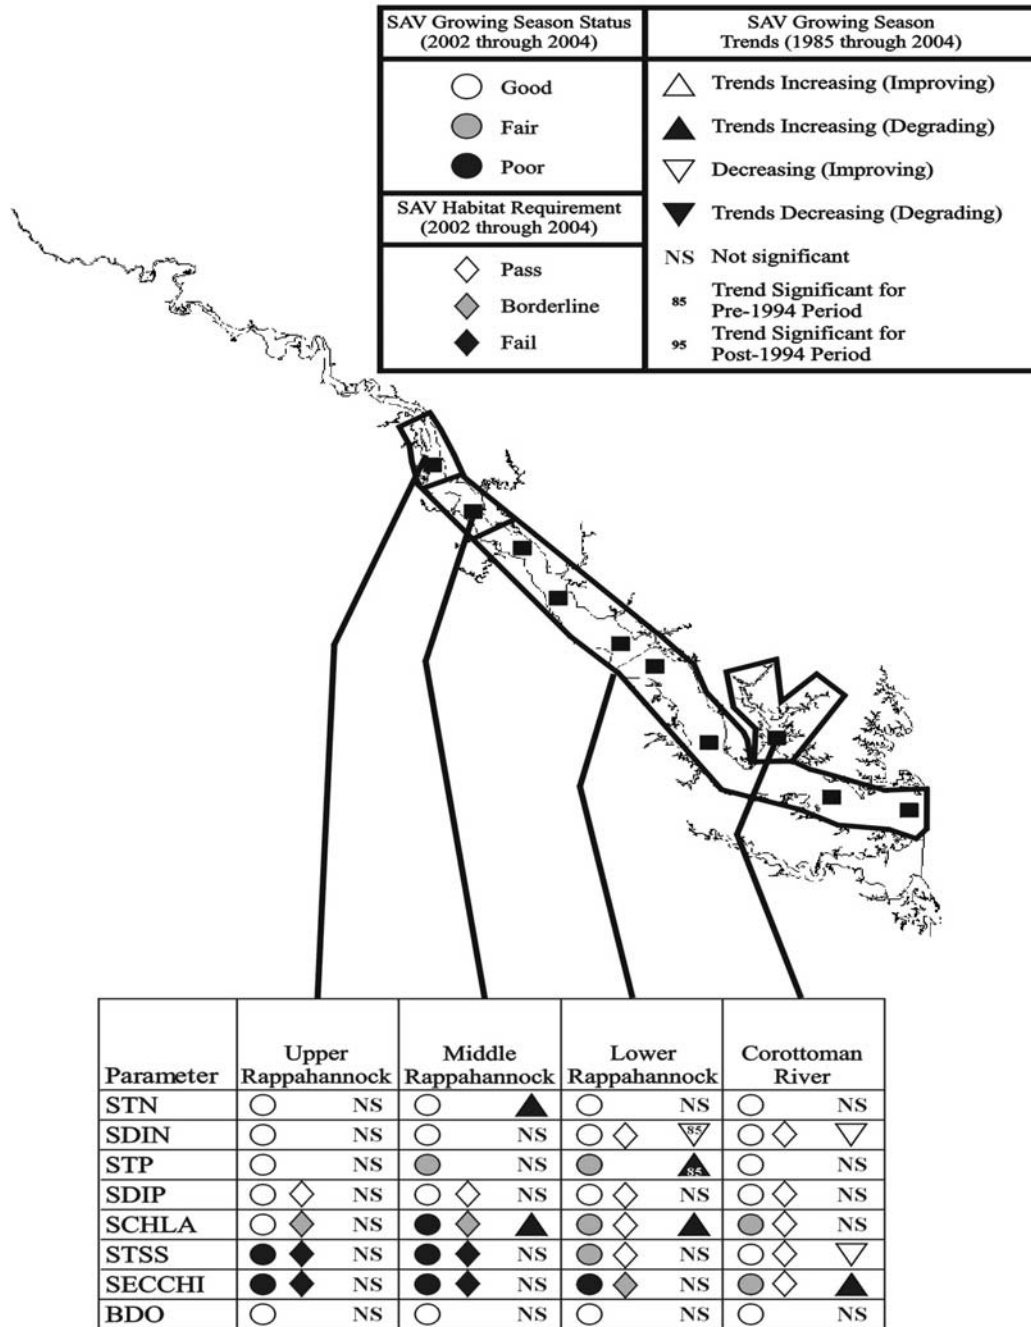 SAV Growing Season Status
(2002 through 2004)
Good
Fair
Poor
SAV Habitat Requirement
(2002 through 2004)
Pass
Borderline
Fail
SAV Growing Season
Trends (1985 through 2004)
Trends Increasing (Improving)
Trends Increasing (Degrading)
Decreasing (Improving)
Trends Decreasing (Degrading)
NS Not significant
85 Trend Significant for
Pre-1994 Period
95 Trend Significant for
Post-1994 Period
Parameter Upper Rappahannock Middle Rappahannock Lower Rappahannock Corottoman River
STN NS NS NS
SDIN NS NS 85
STP NS NS 85 NS
SDIP NS NS NS NS
SCHLA NS NS
STSS NS NS NS
SECCHI NS NS NS
BDO NS NS NS NS